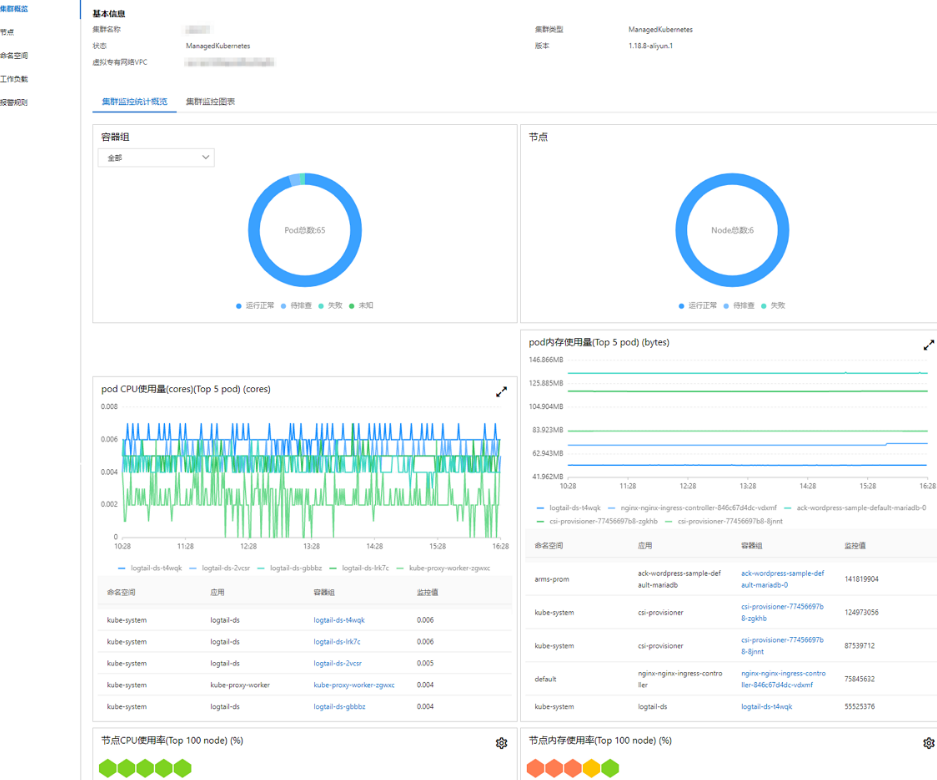 集群概览
节点
命名空间
工作负载
报警规则
基本信息
集群名称
集群类型
ManagedKubernetes
状态
ManagedKubernetes
版本
1.18.8-aliyun.1
虚拟专有网络VPC
集群监控统计概览
集群监控图表
容器组
全部
Pod总数:65
运行正常 待排查 失败 未知
节点
Node总数:6
运行正常 待排查 失败
pod CPU使用量(cores)(Top 5 pod) (cores)
0.008
0.006
0.004
0.002
0
10:28 11:28 12:28 13:28 14:28 15:28 16:28
logtail-ds-t4wqk logtail-ds-2vcsr logtail-ds-gbbbz logtail-ds-lrk7c kube-proxy-worker-zgwxc
命名空间 应用 容器组 监控值
kube-system logtail-ds logtail-ds-t4wqk 0.006
kube-system logtail-ds logtail-ds-lrk7c 0.006
kube-system logtail-ds logtail-ds-2vcsr 0.005
kube-system kube-proxy-worker kube-proxy-worker-zgwxc 0.004
kube-system logtail-ds logtail-ds-gbbbz 0.004
pod内存使用量(Top 5 pod) (bytes)
146.866MB
125.885MB
104.904MB
83.923MB
62.943MB
41.962MB
10:28 11:28 12:28 13:28 14:28 15:28 16:28
logtail-ds-t4wqk nginx-nginx-ingress-controller-846c67d4dc-vdxmf ack-wordpress-sample-default-mariadb-0
csi-provisioner-77456697b8-zgkhb csi-provisioner-77456697b8-8jnnt
命名空间 应用 容器组 监控值
arms-prom ack-wordpress-sample-def ack-wordpress-sample-def 141819904
ault-mariadb ault-mariadb-0
kube-system csi-provisioner csi-provisioner-77456697b 124973056
8-zgkhb
kube-system csi-provisioner csi-provisioner-77456697b 87539712
8-8jnnt
default nginx-nginx-ingress-contro nginx-nginx-ingress-contro 75845632
ller ller-846c67d4dc-vdxmf
kube-system logtail-ds logtail-ds-t4wqk 55525376
节点CPU使用率(Top 100 node) (%)
节点内存使用率(Top 100 node) (%)